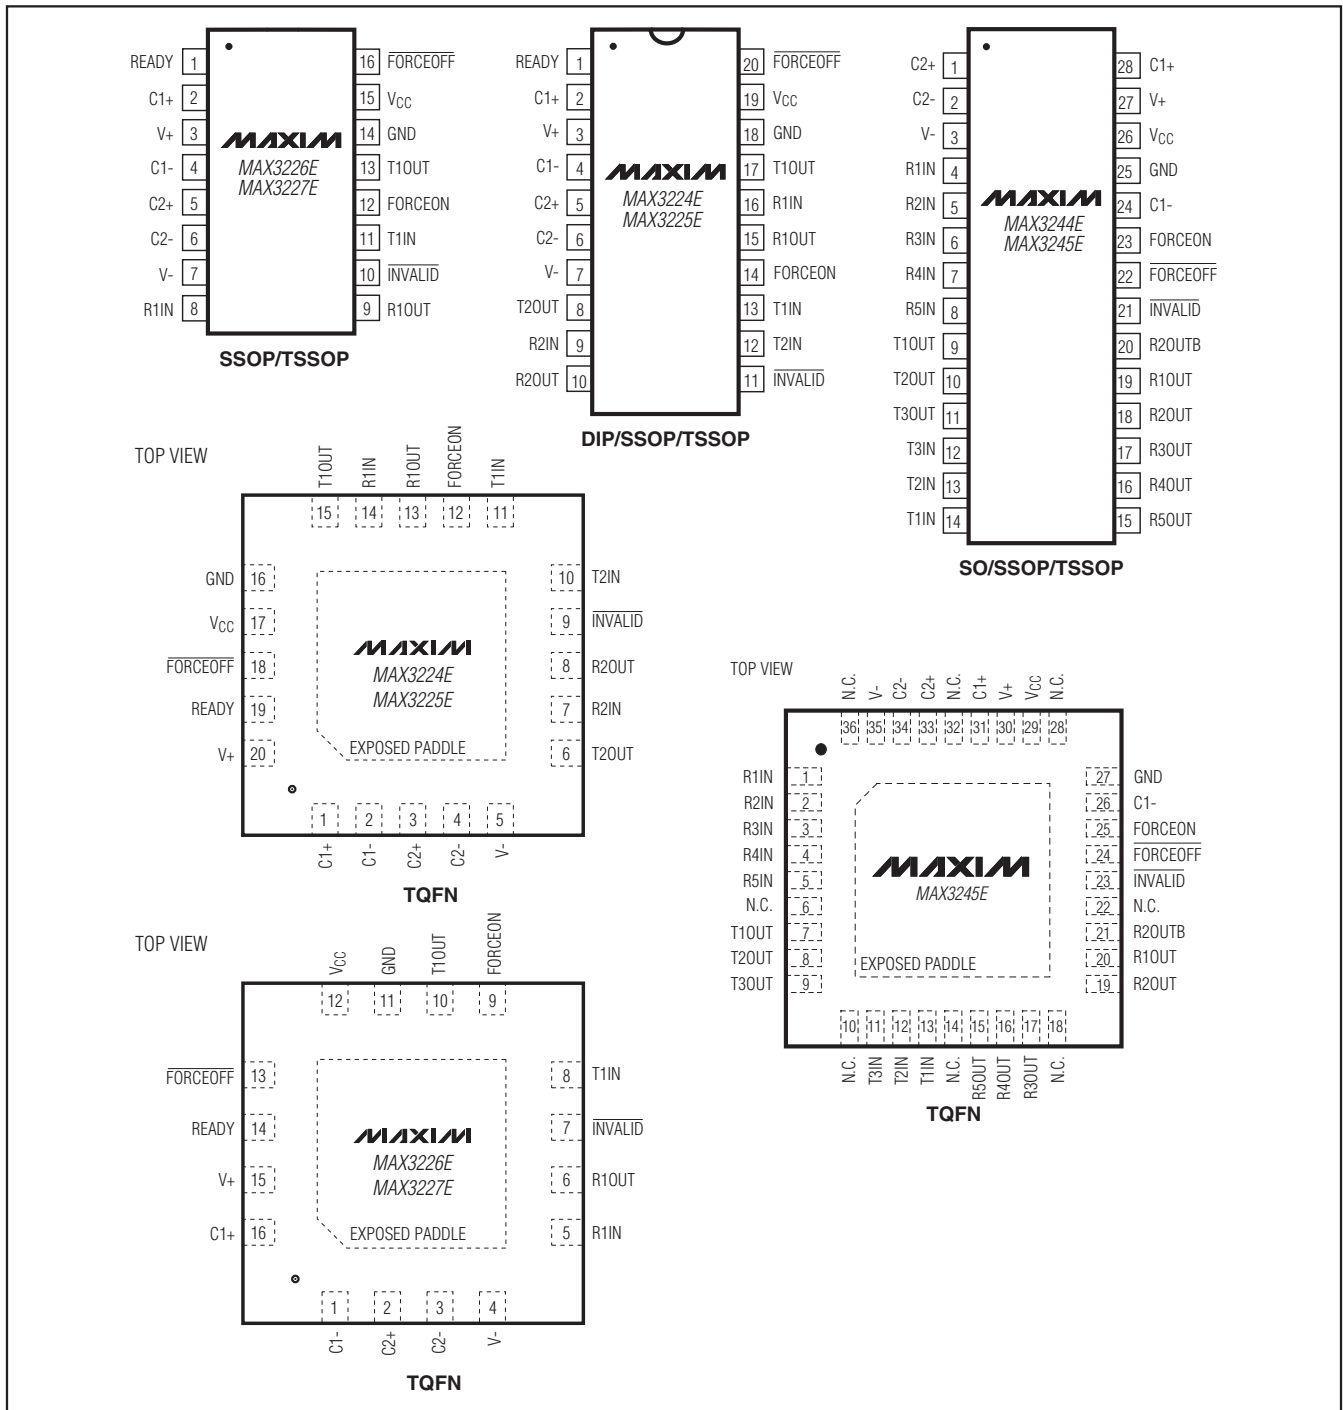 READY 1
C1+ 2
V+ 3
C1- 4
C2+ 5
C2- 6
V- 7
R1IN 8
MAXIM
MAX3226E
MAX3227E
16 FORCEOFF
15 VCC
14 GND
13 T1OUT
12 FORCEON
11 T1IN
10 INVALID
9 R1OUT
SSOP/TSSOP
READY 1
C1+ 2
V+ 3
C1- 4
C2+ 5
C2- 6
V- 7
T2OUT 8
R2IN 9
R2OUT 10
MAXIM
MAX3224E
MAX3225E
20 FORCEOFF
19 VCC
18 GND
17 T1OUT
16 R1IN
15 R1OUT
14 FORCEON
13 T1IN
12 T2IN
11 INVALID
DIP/SSOP/TSSOP
C2+ 1
C2- 2
V- 3
R1IN 4
R2IN 5
R3IN 6
R4IN 7
R5IN 8
T1OUT 9
T2OUT 10
T3OUT 11
T3IN 12
T2IN 13
T1IN 14
MAXIM
MAX3244E
MAX3245E
28 C1+
27 V+
26 VCC
25 GND
24 C1-
23 FORCEON
22 FORCEOFF
21 INVALID
20 R2OUTB
19 R1OUT
18 R2OUT
17 R3OUT
16 R4OUT
15 R5OUT
SO/SSOP/TSSOP
TOP VIEW
T1OUT R1IN R1OUT FORCEON T1IN
15 14 13 12 11
GND 16
VCC 17
FORCEOFF 18
READY 19
V+ 20
MAXIM
MAX3224E
MAX3225E
EXPOSED PADDLE
10 T2IN
9 INVALID
8 R2OUT
7 R2IN
6 T2OUT
1 2 3 4 5
C1+ C1- C2+ C2- V-
TQFN
TOP VIEW
N.C. V- C2- C2+ N.C. C1+ V+ VCC N.C.
36 35 34 33 32 31 30 29 28
R1IN 1
R2IN 2
R3IN 3
R4IN 4
R5IN 5
N.C. 6
T1OUT 7
T2OUT 8
T3OUT 9
MAXIM
MAX3245E
EXPOSED PADDLE
27 GND
26 C1-
25 FORCEON
24 FORCEOFF
23 INVALID
22 N.C.
21 R2OUTB
20 R1OUT
19 R2OUT
10 11 12 13 14 15 16 17 18
N.C. T3IN T2IN T1IN N.C. R5OUT R4OUT R3OUT N.C.
TQFN
TOP VIEW
VCC GND T1OUT FORCEON
12 11 10 9
FORCEOFF 13
READY 14
V+ 15
C1+ 16
MAXIM
MAX3226E
MAX3227E
EXPOSED PADDLE
8 T1IN
7 INVALID
6 R1OUT
5 R1IN
1 2 3 4
C1- C2+ C2- V-
TQFN